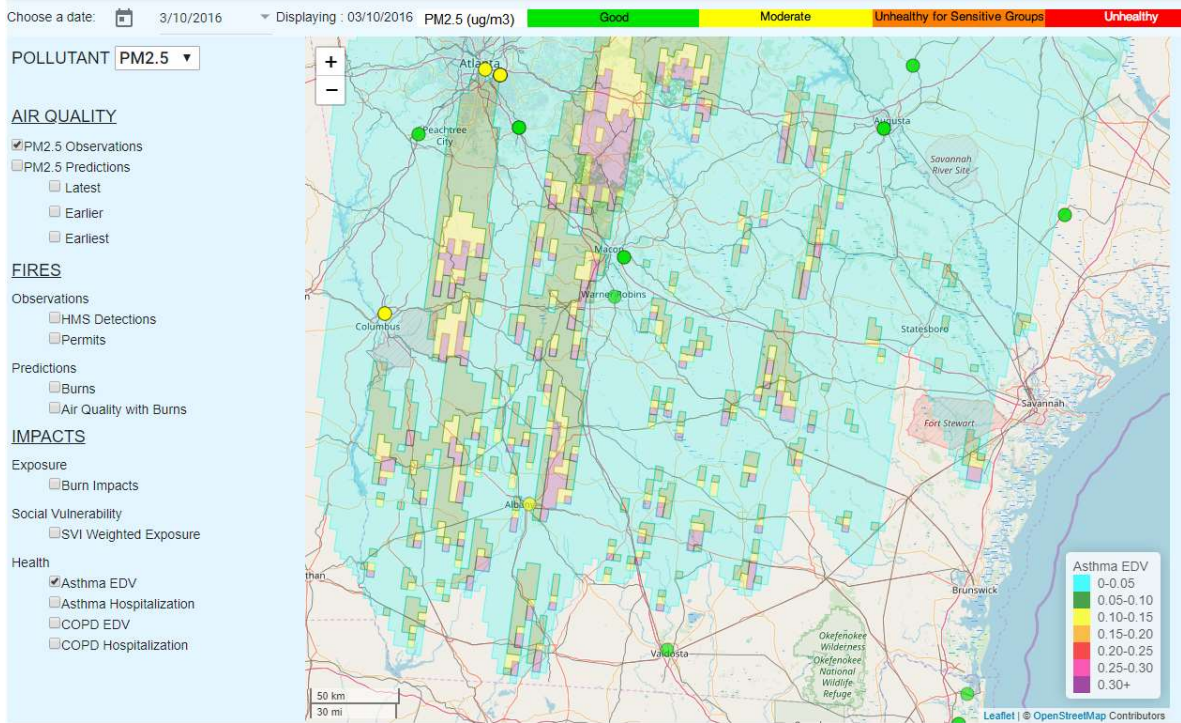 Choose a date: 3/10/2016 Displaying : 03/10/2016 PM2.5 (ug/m3) Good Moderate Unhealthy for Sensitive Groups Unhealthy
POLLUTANT PM2.5
AIR QUALITY
PM2.5 Observations
PM2.5 Predictions
Latest
Earlier
Earliest
FIRES
Observations
HMS Detections
Permits
Predictions
Burns
Air Quality with Burns
IMPACTS
Exposure
Burn Impacts
Social Vulnerability
SVI Weighted Exposure
Health
Asthma EDV
Asthma Hospitalization
COPD EDV
COPD Hospitalization
+
−
Atlanta
Peachtree
City
Augusta
Savannah
River Site
Macon
Warner Robins
Columbus
Statesboro
Savannah
Fort Stewart
Albany
Brunswick
Valdosta
Okefenokee
Wilderness
Okefenokee
National
Wildlife
Refuge
50 km
30 mi
Asthma EDV
0-0.05
0.05-0.10
0.10-0.15
0.15-0.20
0.20-0.25
0.25-0.30
0.30+
Leaflet | © OpenStreetMap Contributors